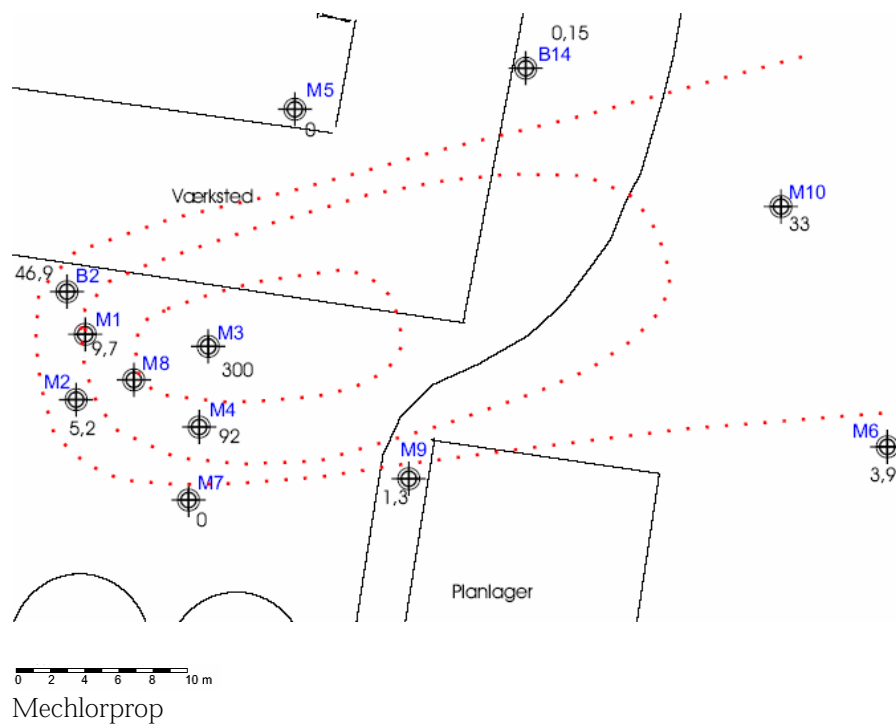 0,15
B14
M5
0
Værksted
M10
33
46,9
B2
M1
9,7
M3
300
M8
M2
5,2
M4
92
M6
3,9
M9
1,3
M7
0
Planlager
0 2 4 6 8 10 m
Mechlorprop